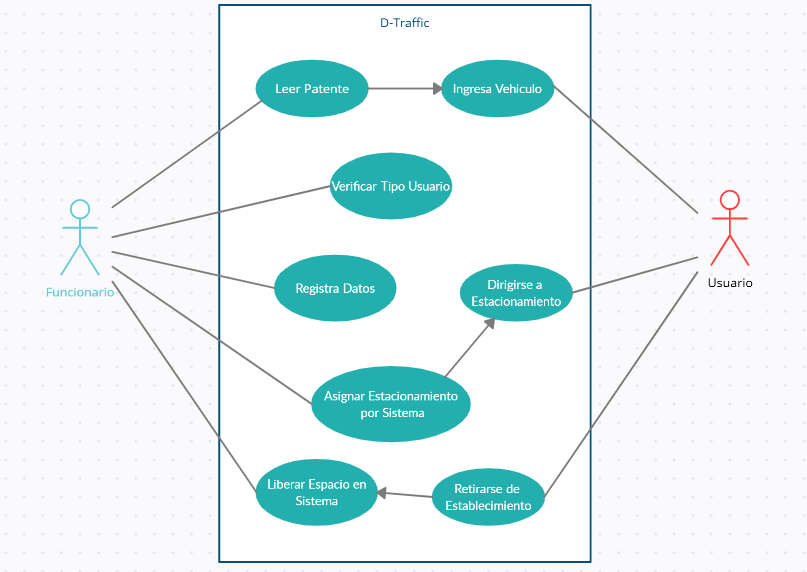 D-Traffic
Leer Patente
Ingresa Vehículo
Verificar Tipo Usuario
Funcionario
Registra Datos
Dirigirse a
Estacionamiento
Usuario
Asignar Estacionamiento
por Sistema
Liberar Espacio en
Sistema
Retirarse de
Establecimiento